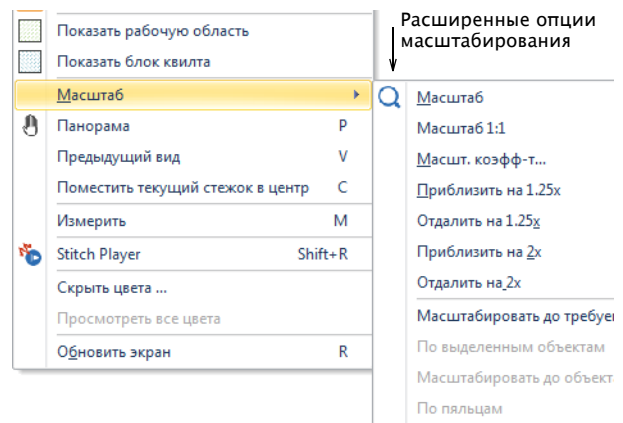 Расширенные опции
масштабирования
Показать рабочую область
Показать блок квилта
Масштаб
Панорама P
Предыдущий вид V
Поместить текущий стежок в центр C
Измерить M
Stitch Player Shift+R
Скрыть цвета ...
Просмотреть все цвета
Обновить экран R
Масштаб
Масштаб 1:1
Масшт. коэфф-т...
Приблизить на 1.25x
Отдалить на 1.25x
Приблизить на 2x
Отдалить на 2x
Масштабировать до требуе
По выделенным объектам
Масштабировать до объект
По пяльцам